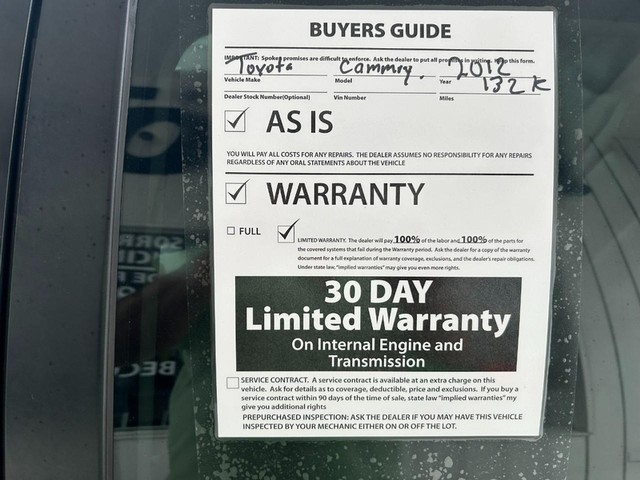 BUYERS GUIDE
IMPORTANT: Spoken promises are difficult to enforce. Ask the dealer to put all promises in writing. Keep this form.
Toyota Cammry. 2012
Vehicle Make Model Year
132K
Dealer Stock Number(Optional) Vin Number Miles
AS IS
YOU WILL PAY ALL COSTS FOR ANY REPAIRS. THE DEALER ASSUMES NO RESPONSIBILITY FOR ANY REPAIRS
REGARDLESS OF ANY ORAL STATEMENTS ABOUT THE VEHICLE
WARRANTY
FULL
LIMITED WARRANTY. The dealer will pay 100% of the labor and 100% of the parts for
the covered systems that fail during the Warranty period. Ask the dealer for a copy of the warranty
document for a full explanation of warranty coverage, exclusions, and the dealer's repair obligations.
Under state law, "implied warranties" may give you even more rights.
30 DAY
Limited Warranty
On Internal Engine and
Transmission
SERVICE CONTRACT. A service contract is available at an extra charge on this
vehicle. Ask for details as to coverage, deductible, price and exclusions. If you buy a
service contract within 90 days of the time of sale, state law "implied warranties" my
give you additional rights
PREPURCHASED INSPECTION: ASK THE DEALER IF YOU MAY HAVE THIS VEHICLE
INSPECTED BY YOUR MECHANIC EITHER ON OR OFF THE LOT.